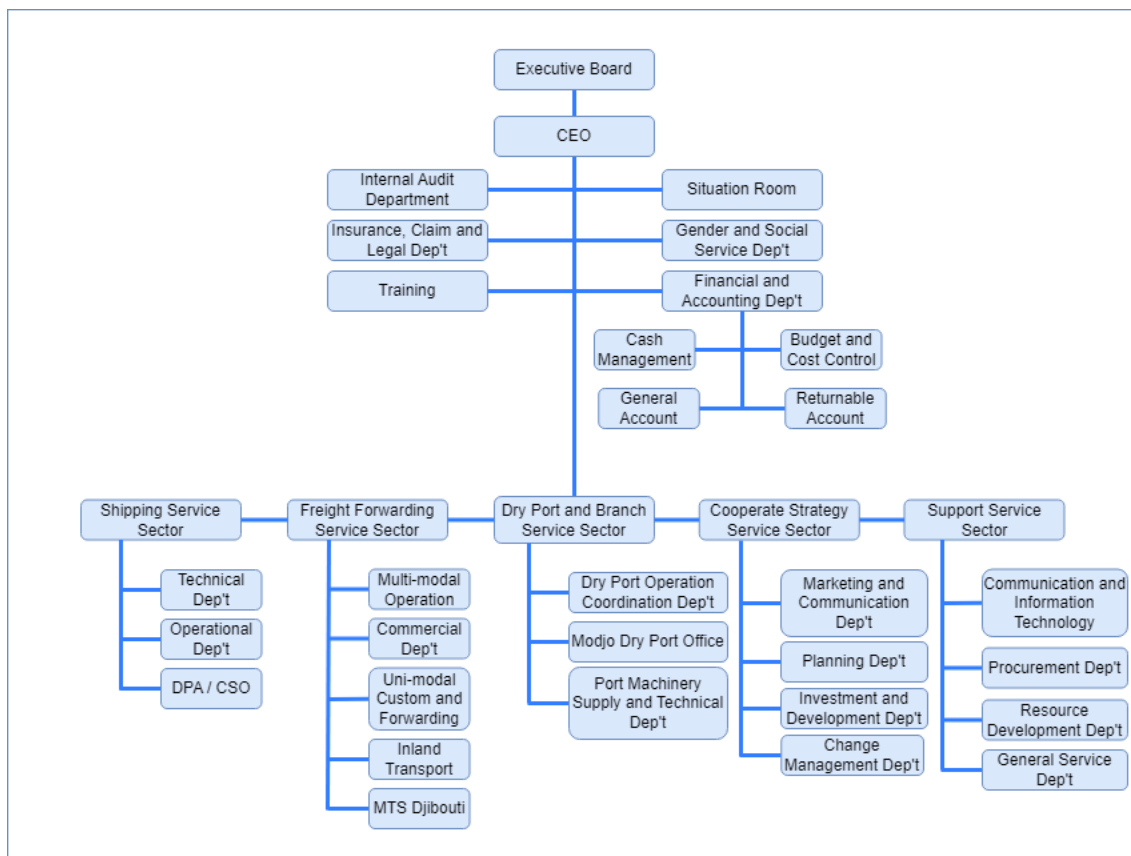 Executive Board
CEO
Internal Audit
Department
Situation Room
Insurance, Claim and
Legal Dep't
Gender and Social
Service Dep't
Training
Financial and
Accounting Dep't
Cash
Management
Budget and
Cost Control
General
Account
Returnable
Account
Shipping Service
Sector
Freight Forwarding
Service Sector
Dry Port and Branch
Service Sector
Cooperate Strategy
Service Sector
Support Service
Sector
Technical
Dep't
Operational
Dep't
DPA / CSO
Multi-modal
Operation
Commercial
Dep't
Uni-modal
Custom and
Forwarding
Inland
Transport
MTS Djibouti
Dry Port Operation
Coordination Dep't
Modjo Dry Port Office
Port Machinery
Supply and Technical
Dep't
Marketing and
Communication
Dep't
Planning Dep't
Investment and
Development Dep't
Change
Management Dep't
Communication and
Information
Technology
Procurement Dep't
Resource
Development Dep't
General Service
Dep't